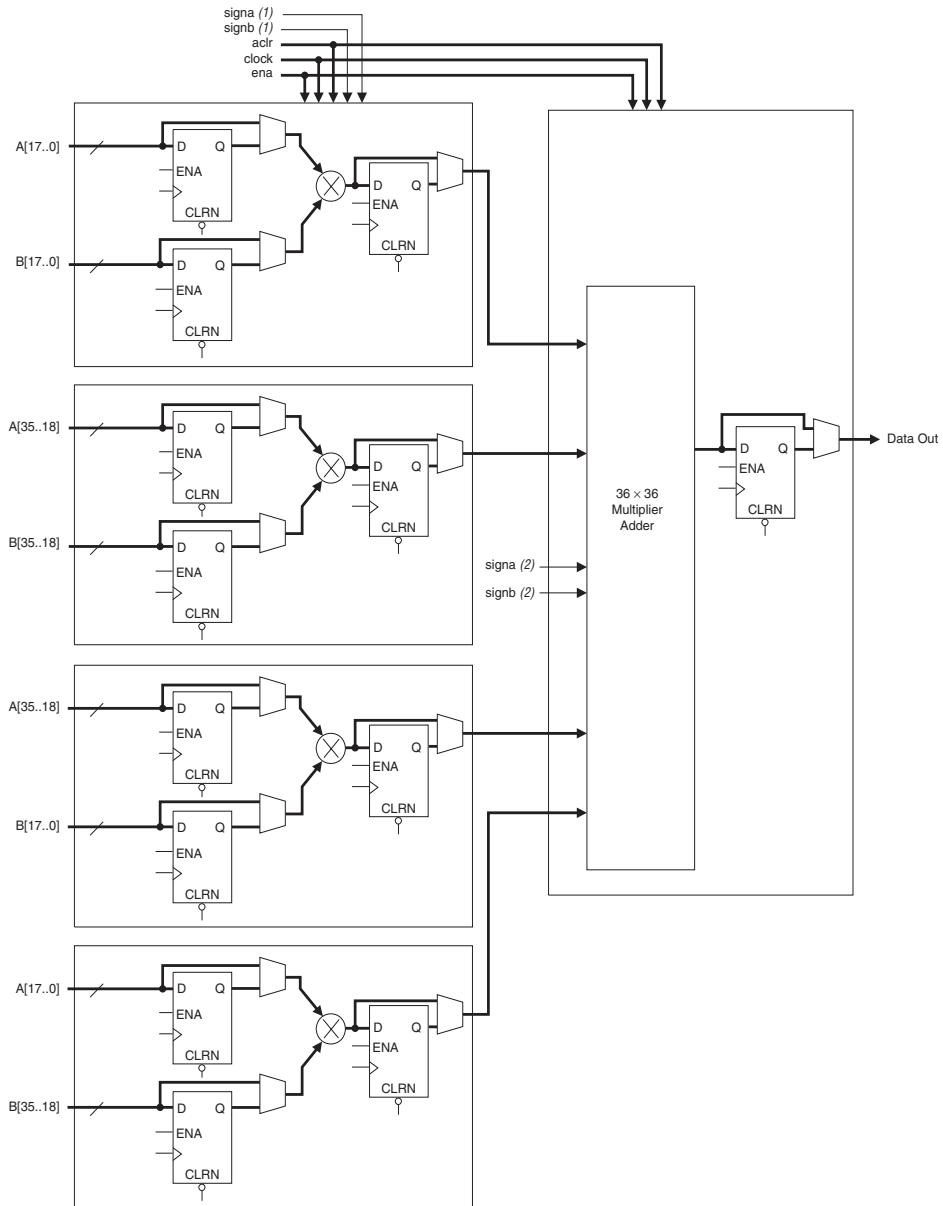 signa (1)
signb (1)
aclr
clock
ena
A[17..0]
D Q
ENA
CLRN
B[17..0]
D Q
ENA
CLRN
D Q
ENA
CLRN
A[35..18]
D Q
ENA
CLRN
B[35..18]
D Q
ENA
CLRN
D Q
ENA
CLRN
A[35..18]
D Q
ENA
CLRN
B[17..0]
D Q
ENA
CLRN
D Q
ENA
CLRN
A[17..0]
D Q
ENA
CLRN
B[35..18]
D Q
ENA
CLRN
D Q
ENA
CLRN
36 × 36
Multiplier
Adder
signa (2)
signb (2)
D Q
ENA
CLRN
Data Out